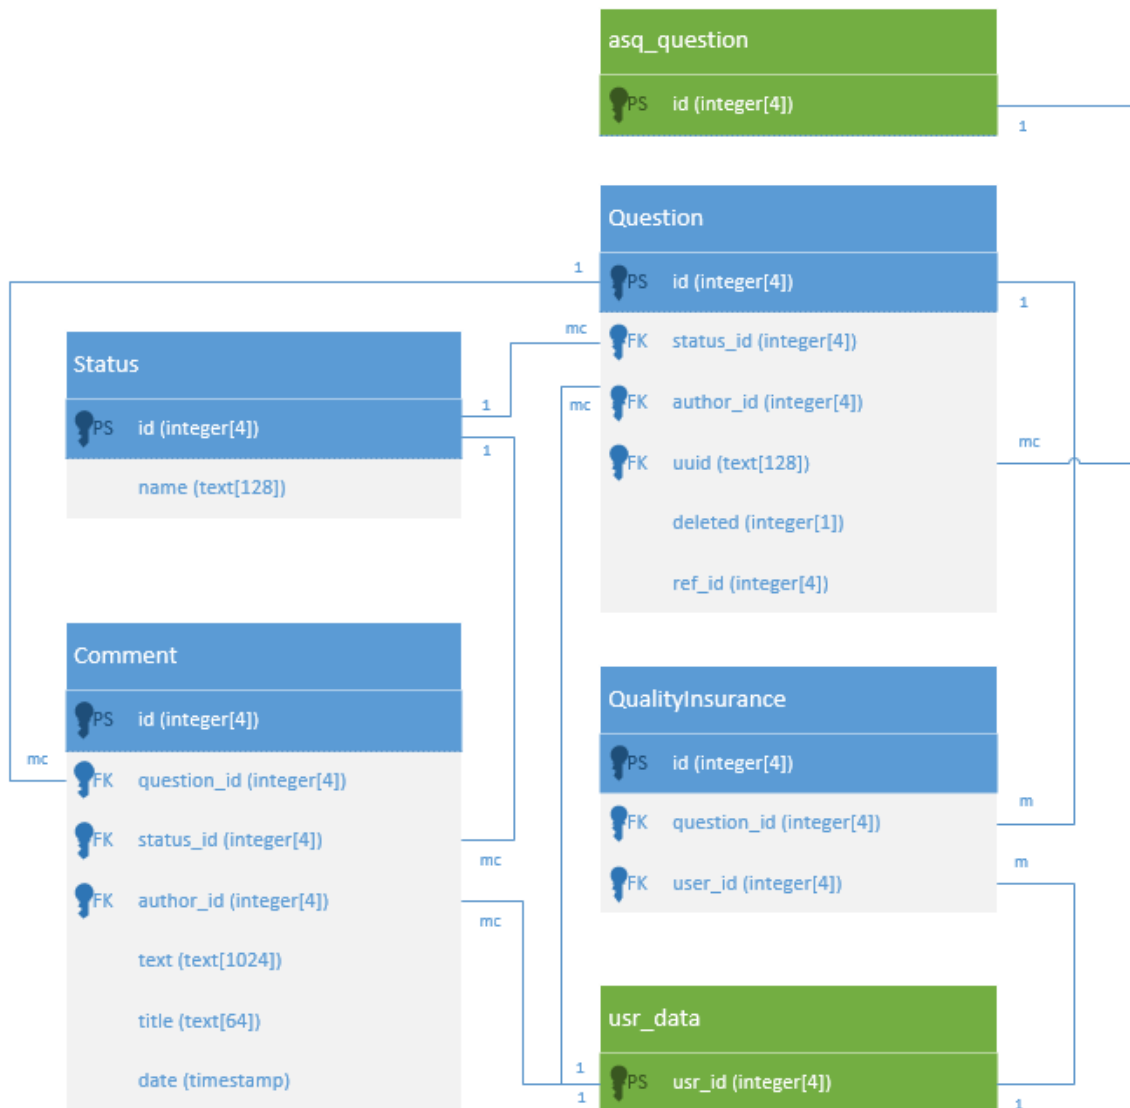 asq_question
PS id (integer[4])
1
Question
1
PS id (integer[4])
1
mc
FK status_id (integer[4])
mc
FK author_id (integer[4])
FK uuid (text[128])
mc
deleted (integer[1])
ref_id (integer[4])
Status
PS id (integer[4])
1
1
name (text[128])
Comment
PS id (integer[4])
mc
FK question_id (integer[4])
FK status_id (integer[4])
mc
FK author_id (integer[4])
mc
text (text[1024])
title (text[64])
date (timestamp)
QualityInsurance
PS id (integer[4])
m
FK question_id (integer[4])
m
FK user_id (integer[4])
usr_data
1
PS usr_id (integer[4])
1
1